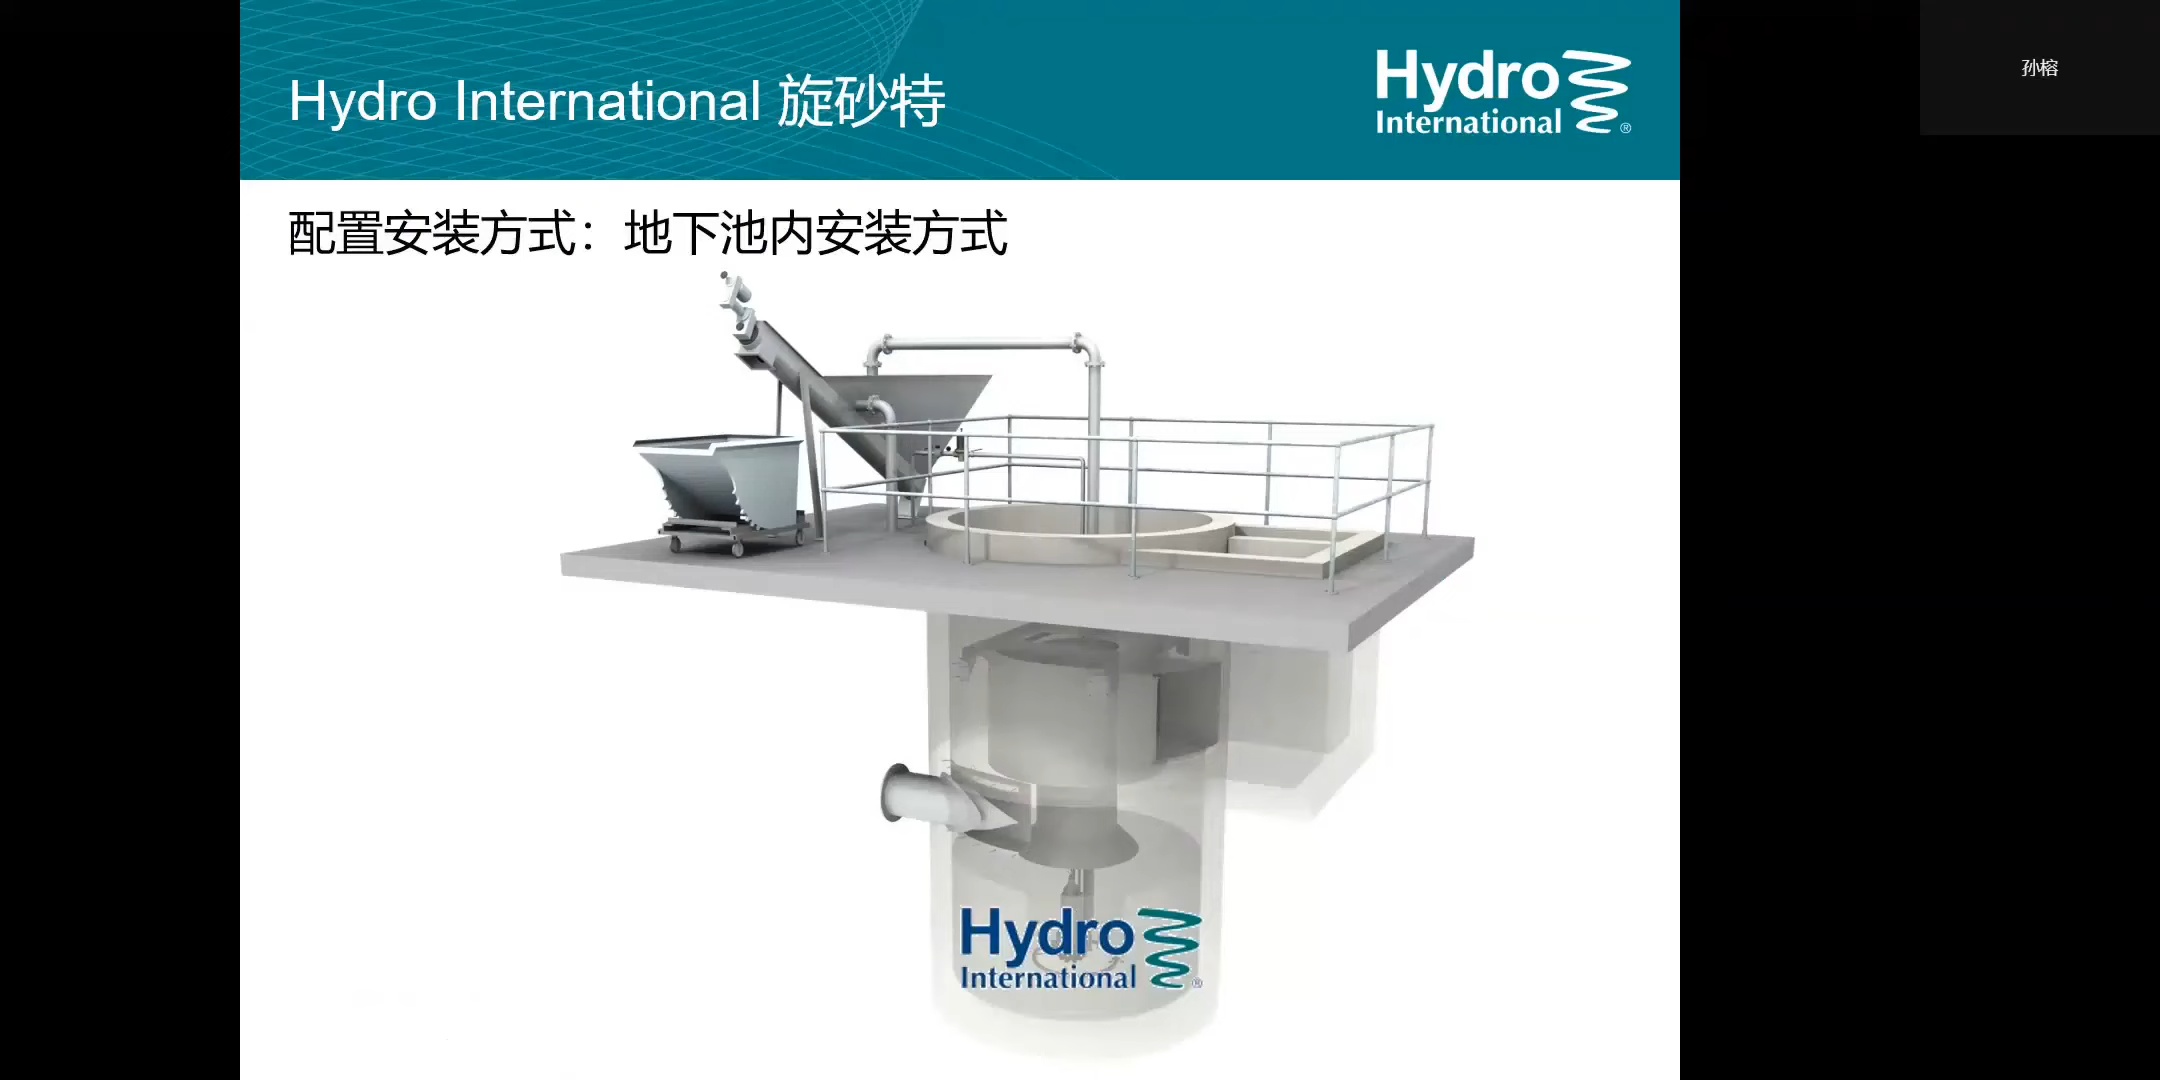 Hydro International 旋砂特
Hydro
International
®
孙榕
配置安装方式：地下池内安装方式
Hydro
International
®